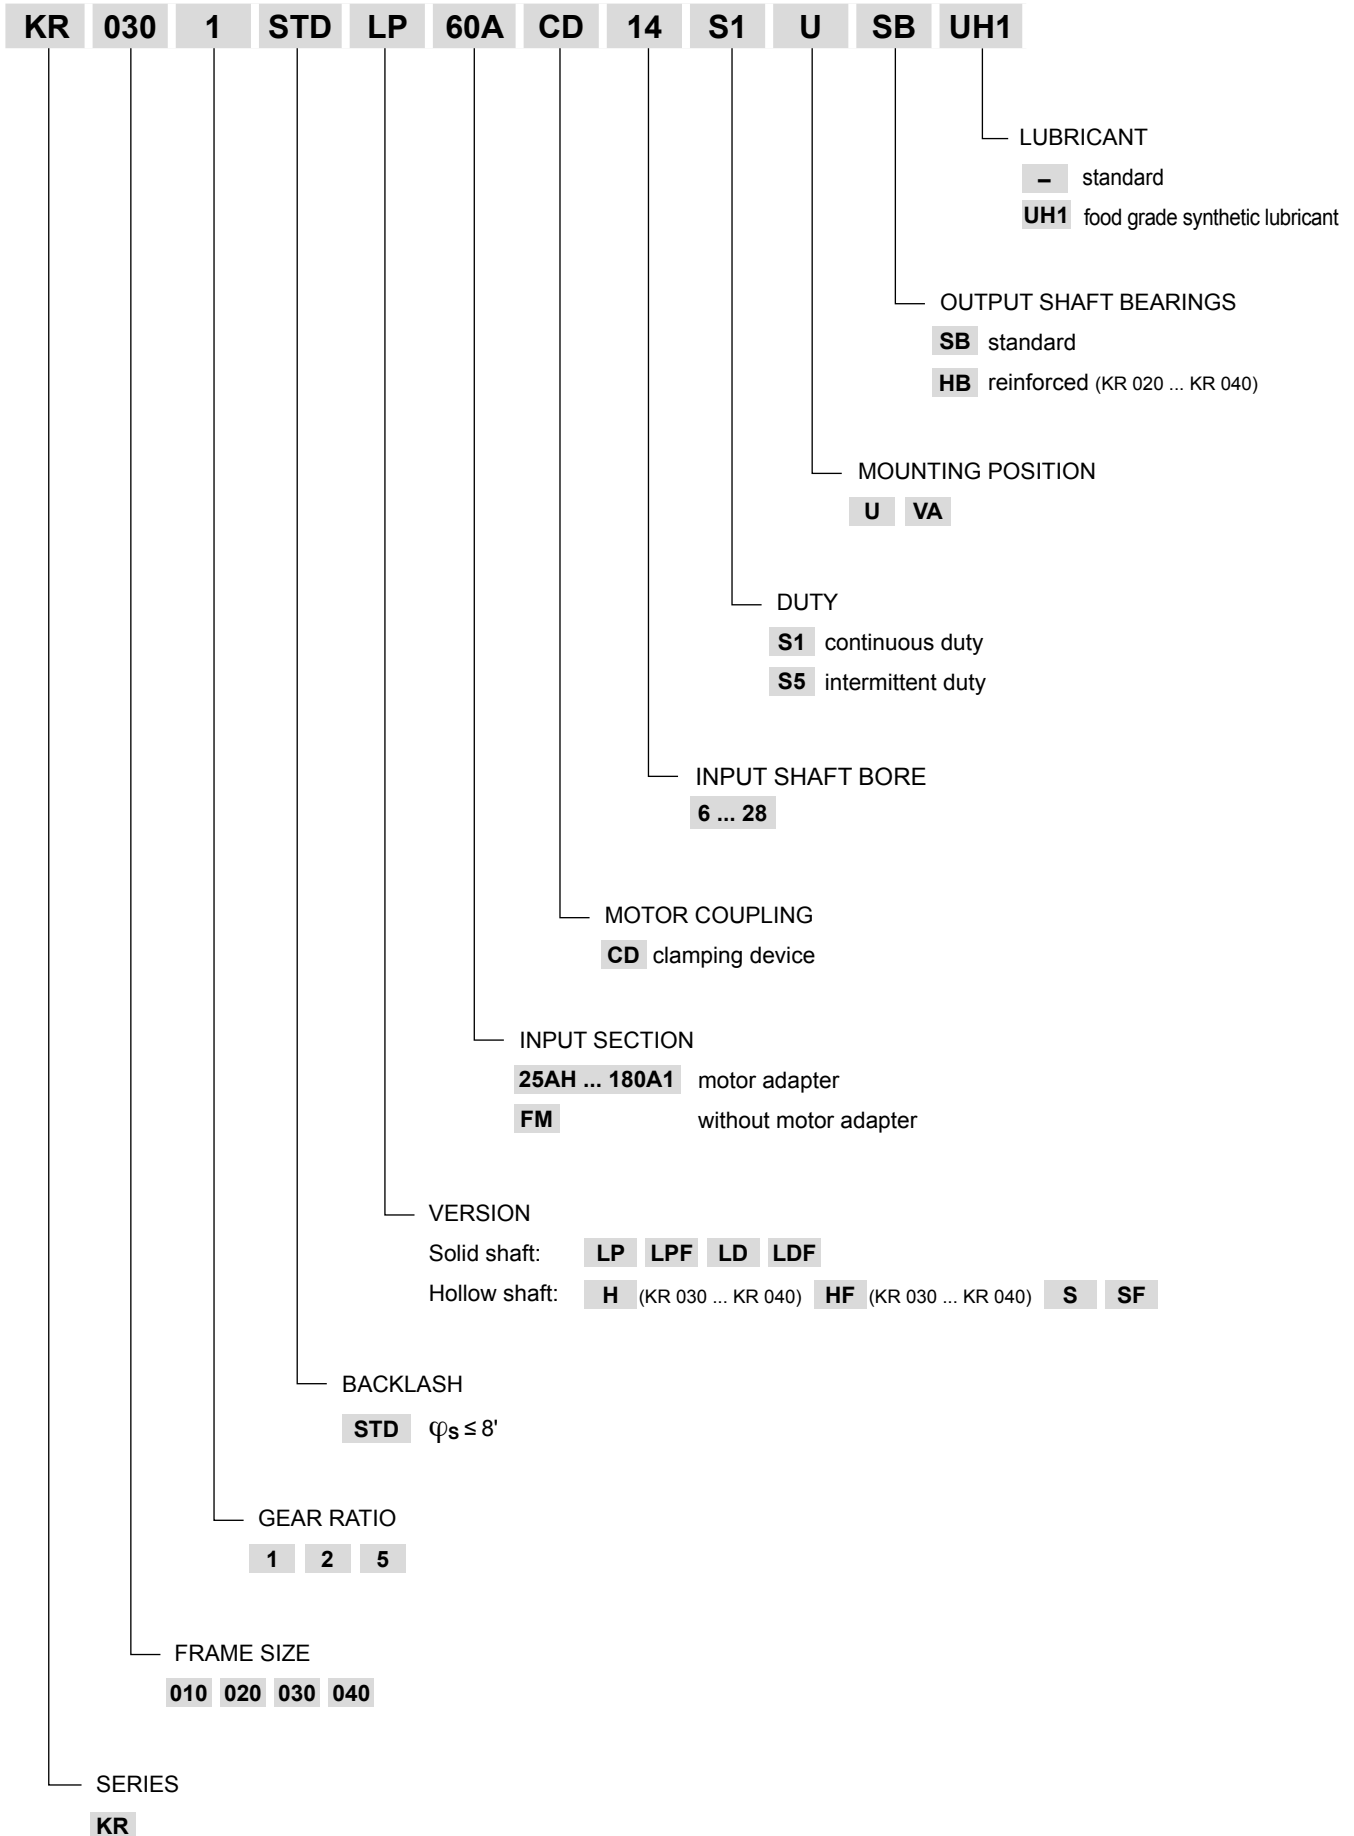 KR 030 1 STD LP 60A CD 14 S1 U SB UH1
LUBRICANT
– standard
UH1 food grade synthetic lubricant
OUTPUT SHAFT BEARINGS
SB standard
HB reinforced (KR 020 ... KR 040)
MOUNTING POSITION
U VA
DUTY
S1 continuous duty
S5 intermittent duty
INPUT SHAFT BORE
6 ... 28
MOTOR COUPLING
CD clamping device
INPUT SECTION
25AH ... 180A1 motor adapter
FM without motor adapter
VERSION
Solid shaft: LP LPF LD LDF
Hollow shaft: H (KR 030 ... KR 040) HF (KR 030 ... KR 040) S SF
BACKLASH
STD φs ≤ 8'
GEAR RATIO
1 2 5
FRAME SIZE
010 020 030 040
SERIES
KR